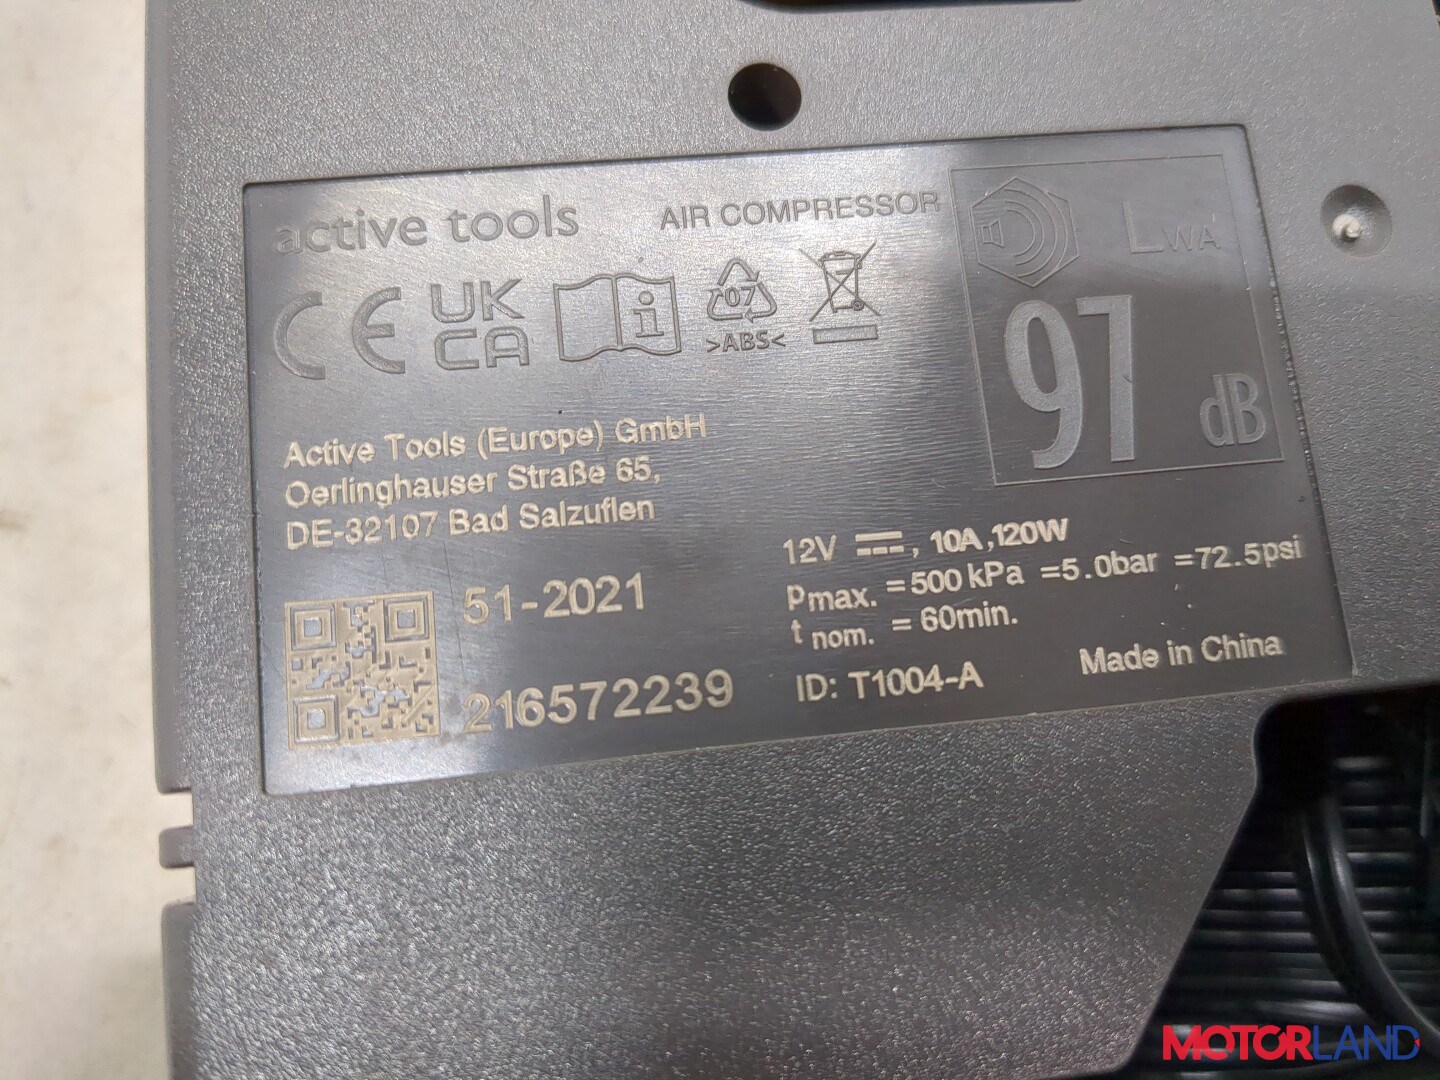 active tools
AIR COMPRESSOR
LWA
CE
UK
CA
i
07
>ABS<
97
dB
Active Tools (Europe) GmbH
Oerlinghauser Straße 65,
DE-32107 Bad Salzuflen
12V ⎓, 10A,120W
Pmax. =500 kPa =5.0bar =72.5psi
t nom. = 60min.
51-2021
216572239
ID: T1004-A
Made in China
MOTORLAND